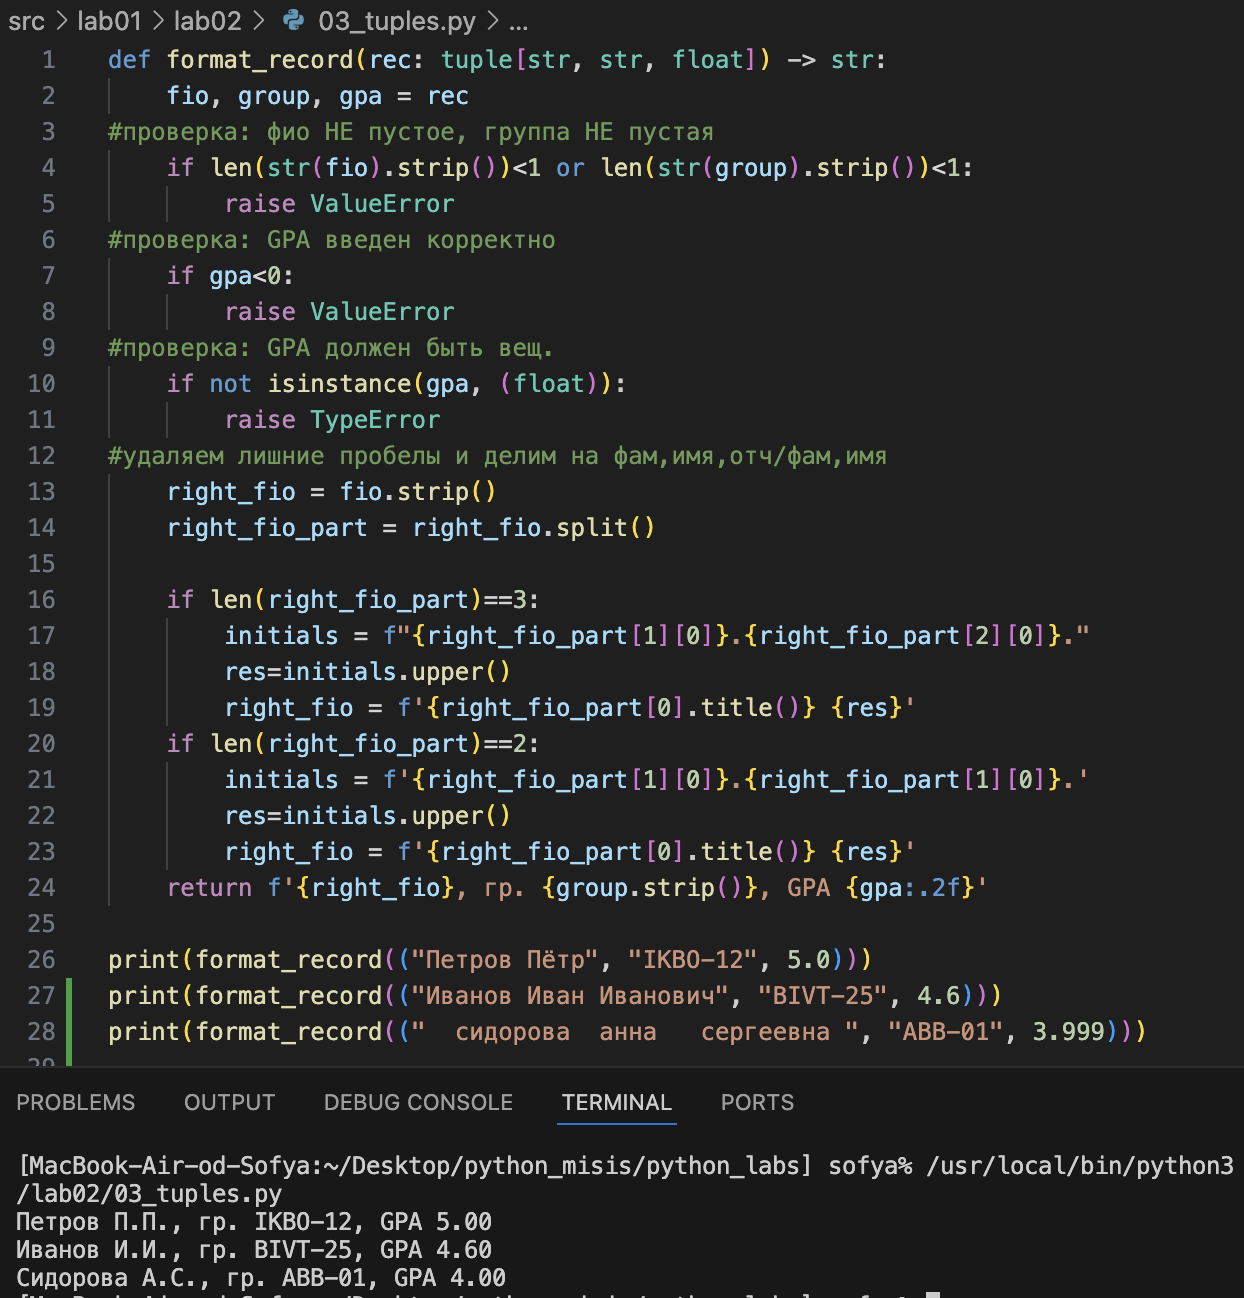 src > lab01 > lab02 > 03_tuples.py > ...
1 def format_record(rec: tuple[str, str, float]) -> str:
2     fio, group, gpa = rec
3 #проверка: фио НЕ пустое, группа НЕ пустая
4     if len(str(fio).strip())<1 or len(str(group).strip())<1:
5         raise ValueError
6 #проверка: GPA введен корректно
7     if gpa<0:
8         raise ValueError
9 #проверка: GPA должен быть вещ.
10     if not isinstance(gpa, (float)):
11         raise TypeError
12 #удаляем лишние пробелы и делим на фам,имя,отч/фам,имя
13     right_fio = fio.strip()
14     right_fio_part = right_fio.split()
15
16     if len(right_fio_part)==3:
17         initials = f"{right_fio_part[1][0]}.{right_fio_part[2][0]}."
18         res=initials.upper()
19         right_fio = f'{right_fio_part[0].title()} {res}'
20     if len(right_fio_part)==2:
21         initials = f'{right_fio_part[1][0]}.{right_fio_part[1][0]}.'
22         res=initials.upper()
23         right_fio = f'{right_fio_part[0].title()} {res}'
24     return f'{right_fio}, гр. {group.strip()}, GPA {gpa:.2f}'
25
26 print(format_record(("Петров Пётр", "IKBO-12", 5.0)))
27 print(format_record(("Иванов Иван Иванович", "BIVT-25", 4.6)))
28 print(format_record(("  сидорова  анна   сергеевна ", "ABB-01", 3.999)))
29
PROBLEMS OUTPUT DEBUG CONSOLE TERMINAL PORTS
[MacBook-Air-od-Sofya:~/Desktop/python_misis/python_labs] sofya% /usr/local/bin/python3
/lab02/03_tuples.py
Петров П.П., гр. IKBO-12, GPA 5.00
Иванов И.И., гр. BIVT-25, GPA 4.60
Сидорова А.С., гр. ABB-01, GPA 4.00